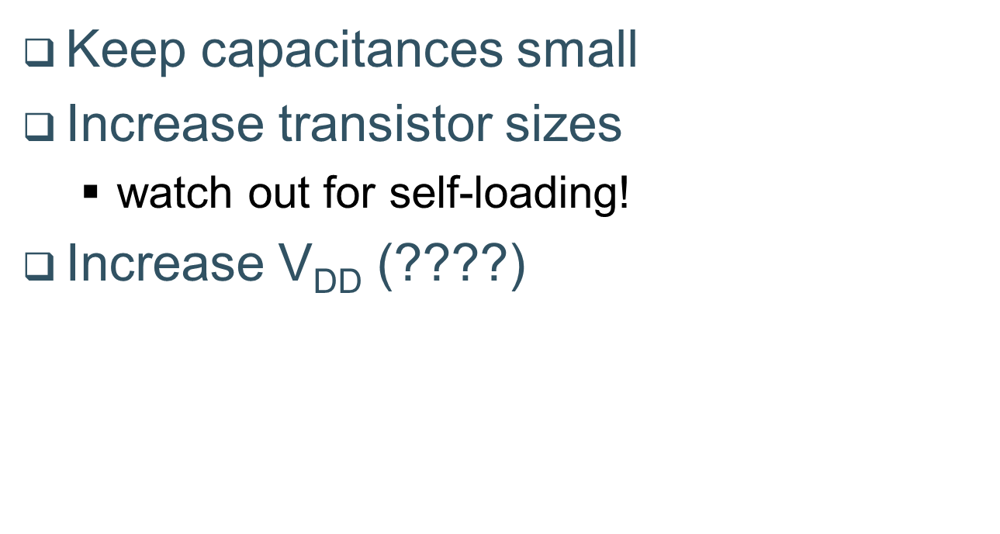 Keep capacitances small
Increase transistor sizes
watch out for self-loading!
Increase VDD (????)